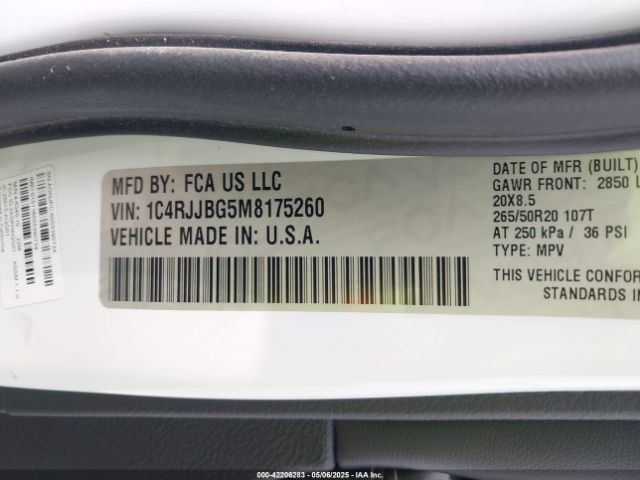 MFD BY: FCA US LLC
VIN: 1C4RJJBG5M8175260
VEHICLE MADE IN: U.S.A.
DATE OF MFR (BUILT)
GAWR FRONT: 2850 L
20X8.5
265/50R20 107T
AT 250 kPa / 36 PSI
TYPE: MPV
THIS VEHICLE CONFOR
STANDARDS IN
000-42206283 - 05/06/2025 - IAA Inc.